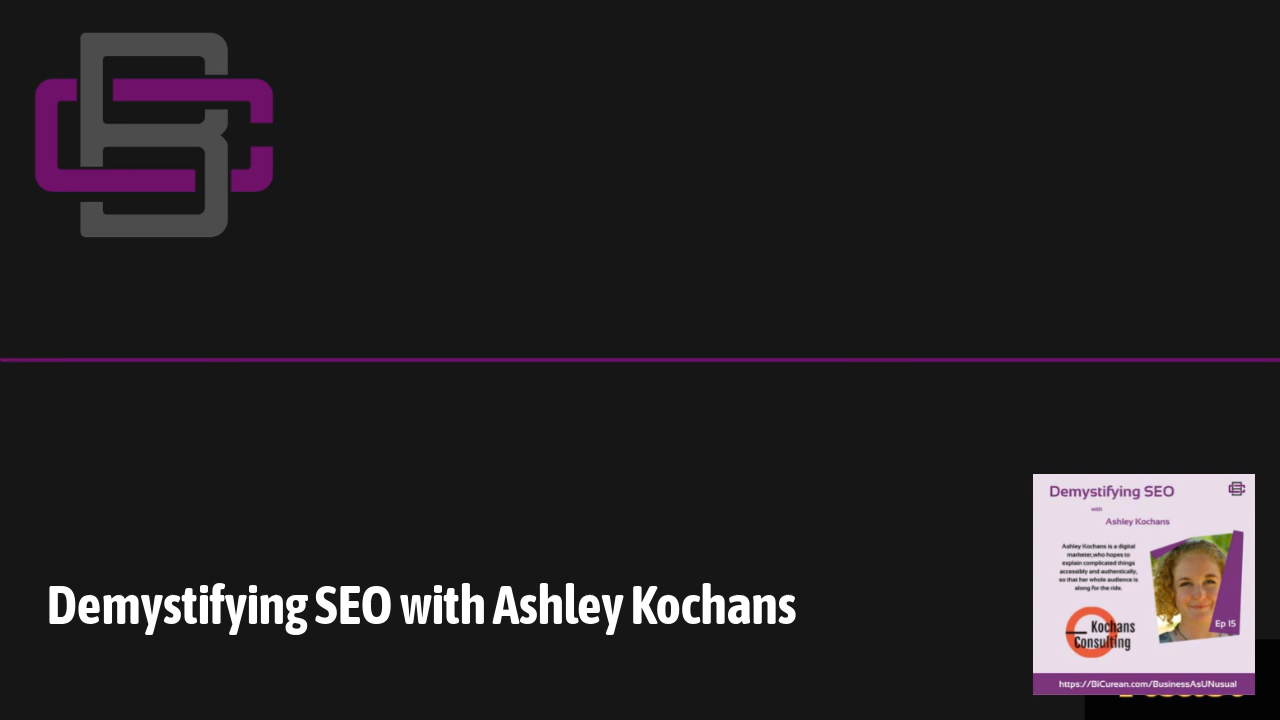 Demystifying SEO with Ashley Kochans
Demystifying SEO
with
Ashley Kochans
Ashley Kochans is a digital
marketer,who hopes to
explain complicated things
accessibly and authentically,
so that her whole audience is
along for the ride.
Ep 15
Kochans
Consulting
https://BiCurean.com/BusinessAsUNusual